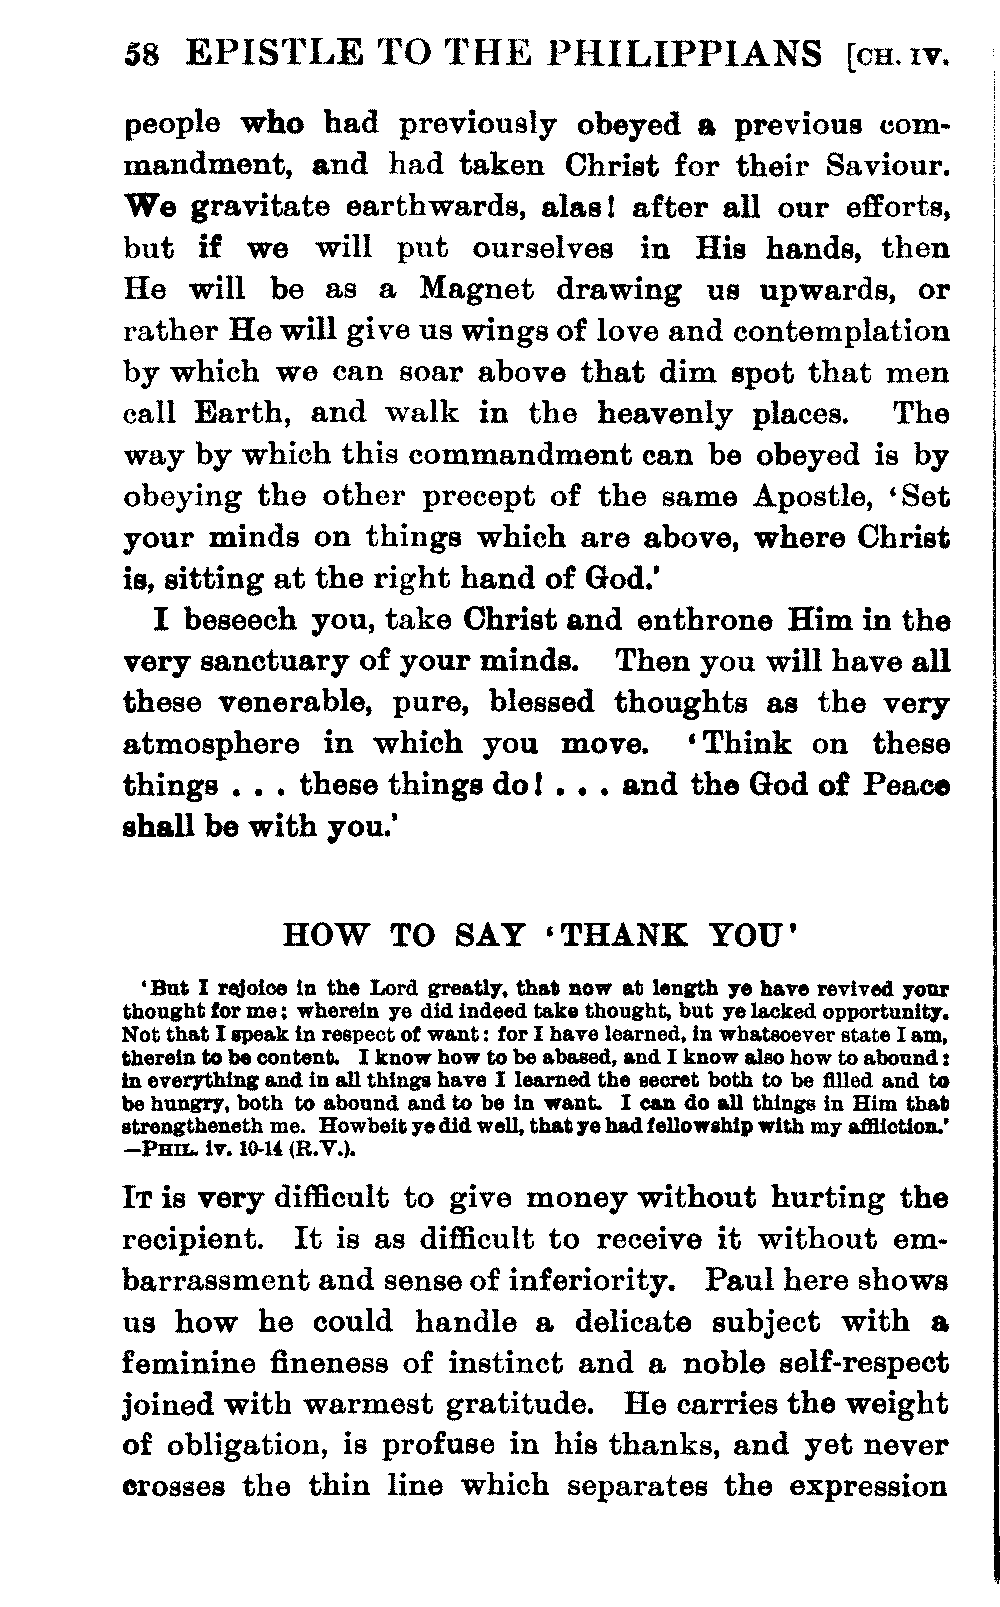 58 EPISTLE TO THE PHILIPPIANS [CH. IV.
people who had previously obeyed a previous com-
mandment, and had taken Christ for their Saviour.
We gravitate earthwards, alas! after all our efforts,
but if we will put ourselves in His hands, then
He will be as a Magnet drawing us upwards, or
rather He will give us wings of love and contemplation
by which we can soar above that dim spot that men
call Earth, and walk in the heavenly places. The
way by which this commandment can be obeyed is by
obeying the other precept of the same Apostle, ‘Set
your minds on things which are above, where Christ
is, sitting at the right hand of God.’
I beseech you, take Christ and enthrone Him in the
very sanctuary of your minds. Then you will have all
these venerable, pure, blessed thoughts as the very
atmosphere in which you move. ‘Think on these
things . . . these things do! . . . and the God of Peace
shall be with you.’
HOW TO SAY ‘THANK YOU’
‘But I rejoice in the Lord greatly, that now at length ye have revived your
thought for me; wherein ye did indeed take thought, but ye lacked opportunity.
Not that I speak in respect of want: for I have learned, in whatsoever state I am,
therein to be content. I know how to be abased, and I know also how to abound:
in everything and in all things have I learned the secret both to be filled and to
be hungry, both to abound and to be in want. I can do all things in Him that
strengtheneth me. Howbeit ye did well, that ye had fellowship with my affliction.’
—PHIL. iv. 10-14 (R.V.).
IT is very difficult to give money without hurting the
recipient. It is as difficult to receive it without em-
barrassment and sense of inferiority. Paul here shows
us how he could handle a delicate subject with a
feminine fineness of instinct and a noble self-respect
joined with warmest gratitude. He carries the weight
of obligation, is profuse in his thanks, and yet never
crosses the thin line which separates the expression